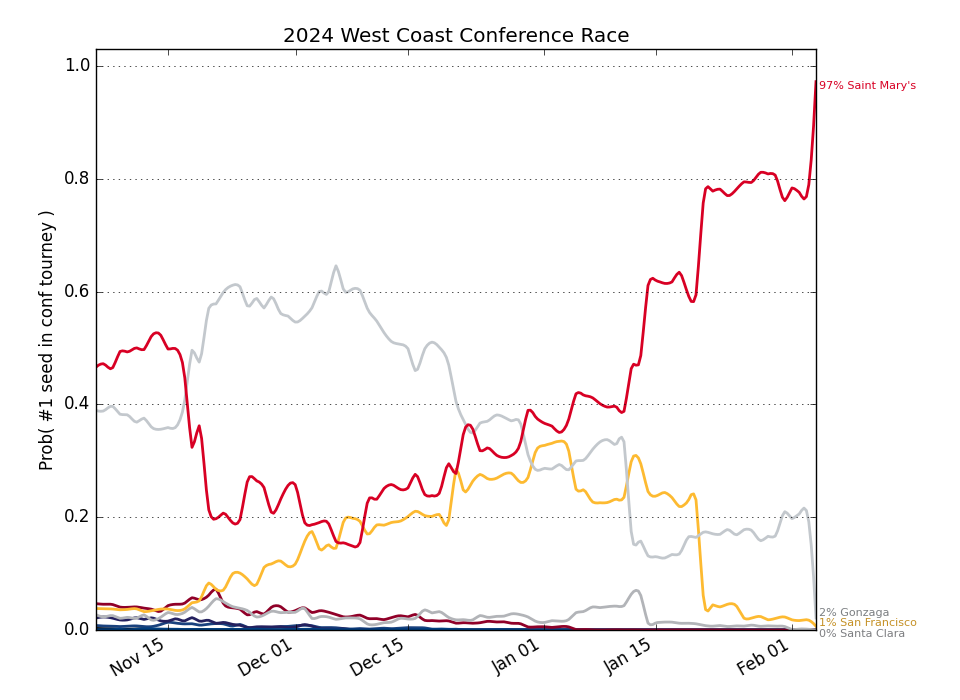 2024 West Coast Conference Race
Prob( #1 seed in conf tourney )
1.0
0.8
0.6
0.4
0.2
0.0
97% Saint Mary's
2% Gonzaga
1% San Francisco
0% Santa Clara
Nov 15
Dec 01
Dec 15
Jan 01
Jan 15
Feb 01